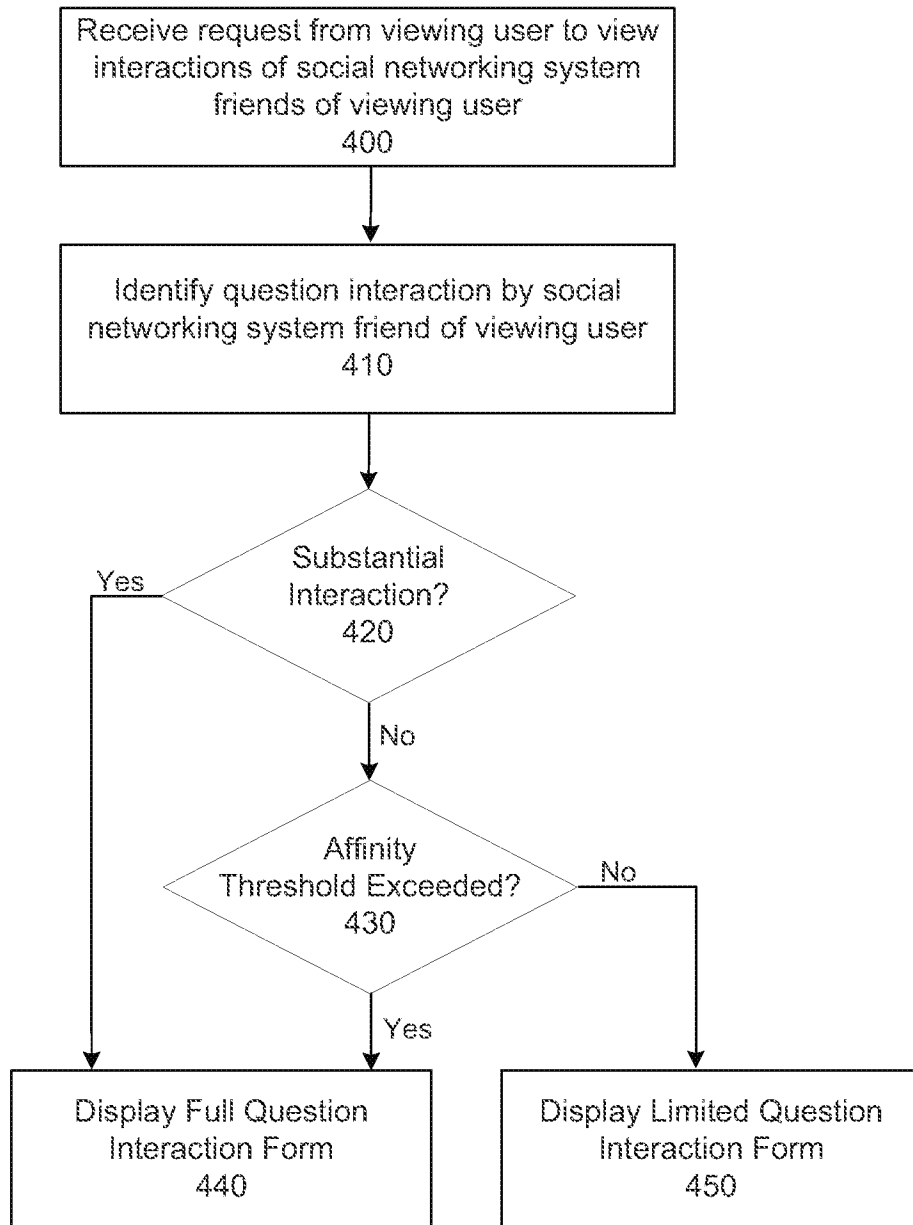 Receive request from viewing user to view
interactions of social networking system
friends of viewing user
400
Identify question interaction by social
networking system friend of viewing user
410
Substantial
Interaction?
420
Yes
No
Affinity
Threshold Exceeded?
430
No
Yes
Display Full Question
Interaction Form
440
Display Limited Question
Interaction Form
450